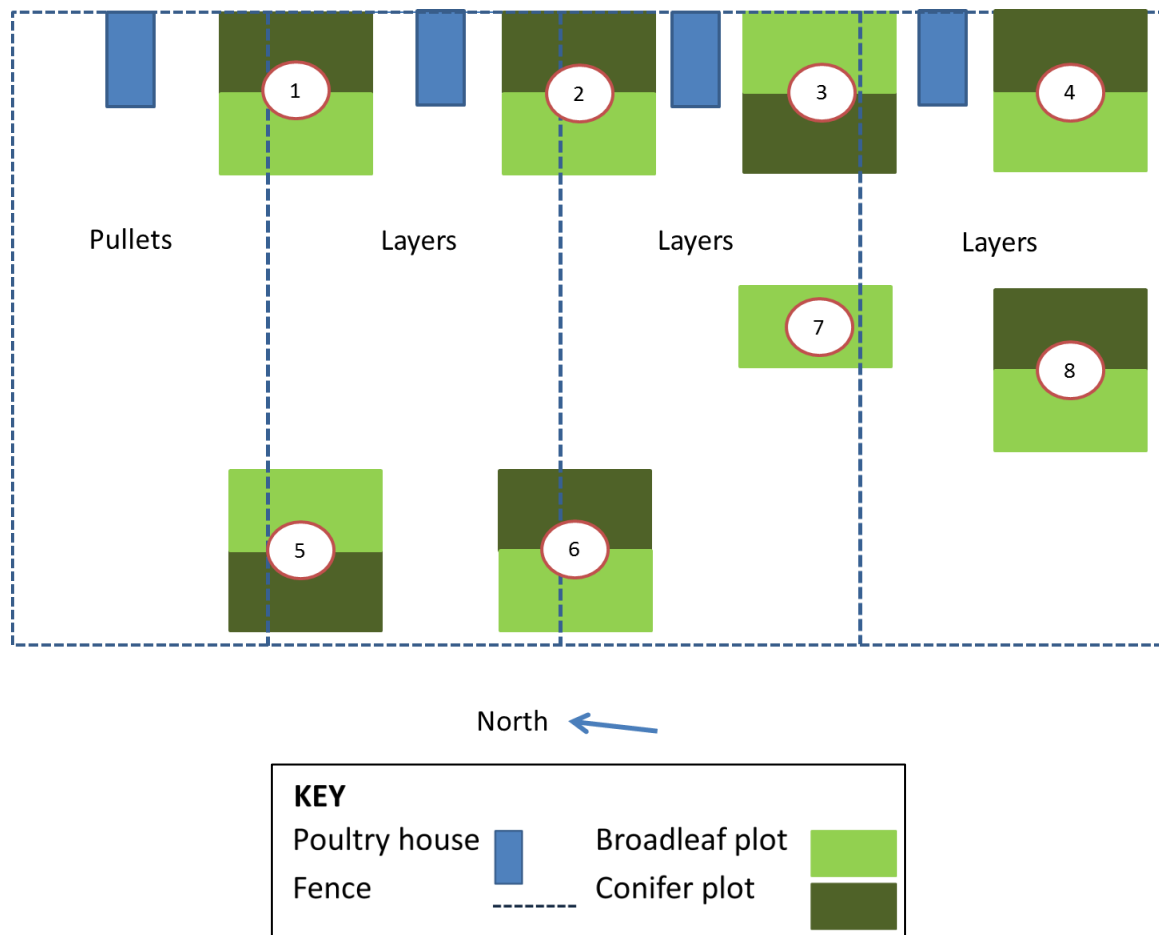 1
2
3
4
Pullets
Layers
Layers
Layers
7
8
5
6
North
KEY
Poultry house
Broadleaf plot
Fence
Conifer plot